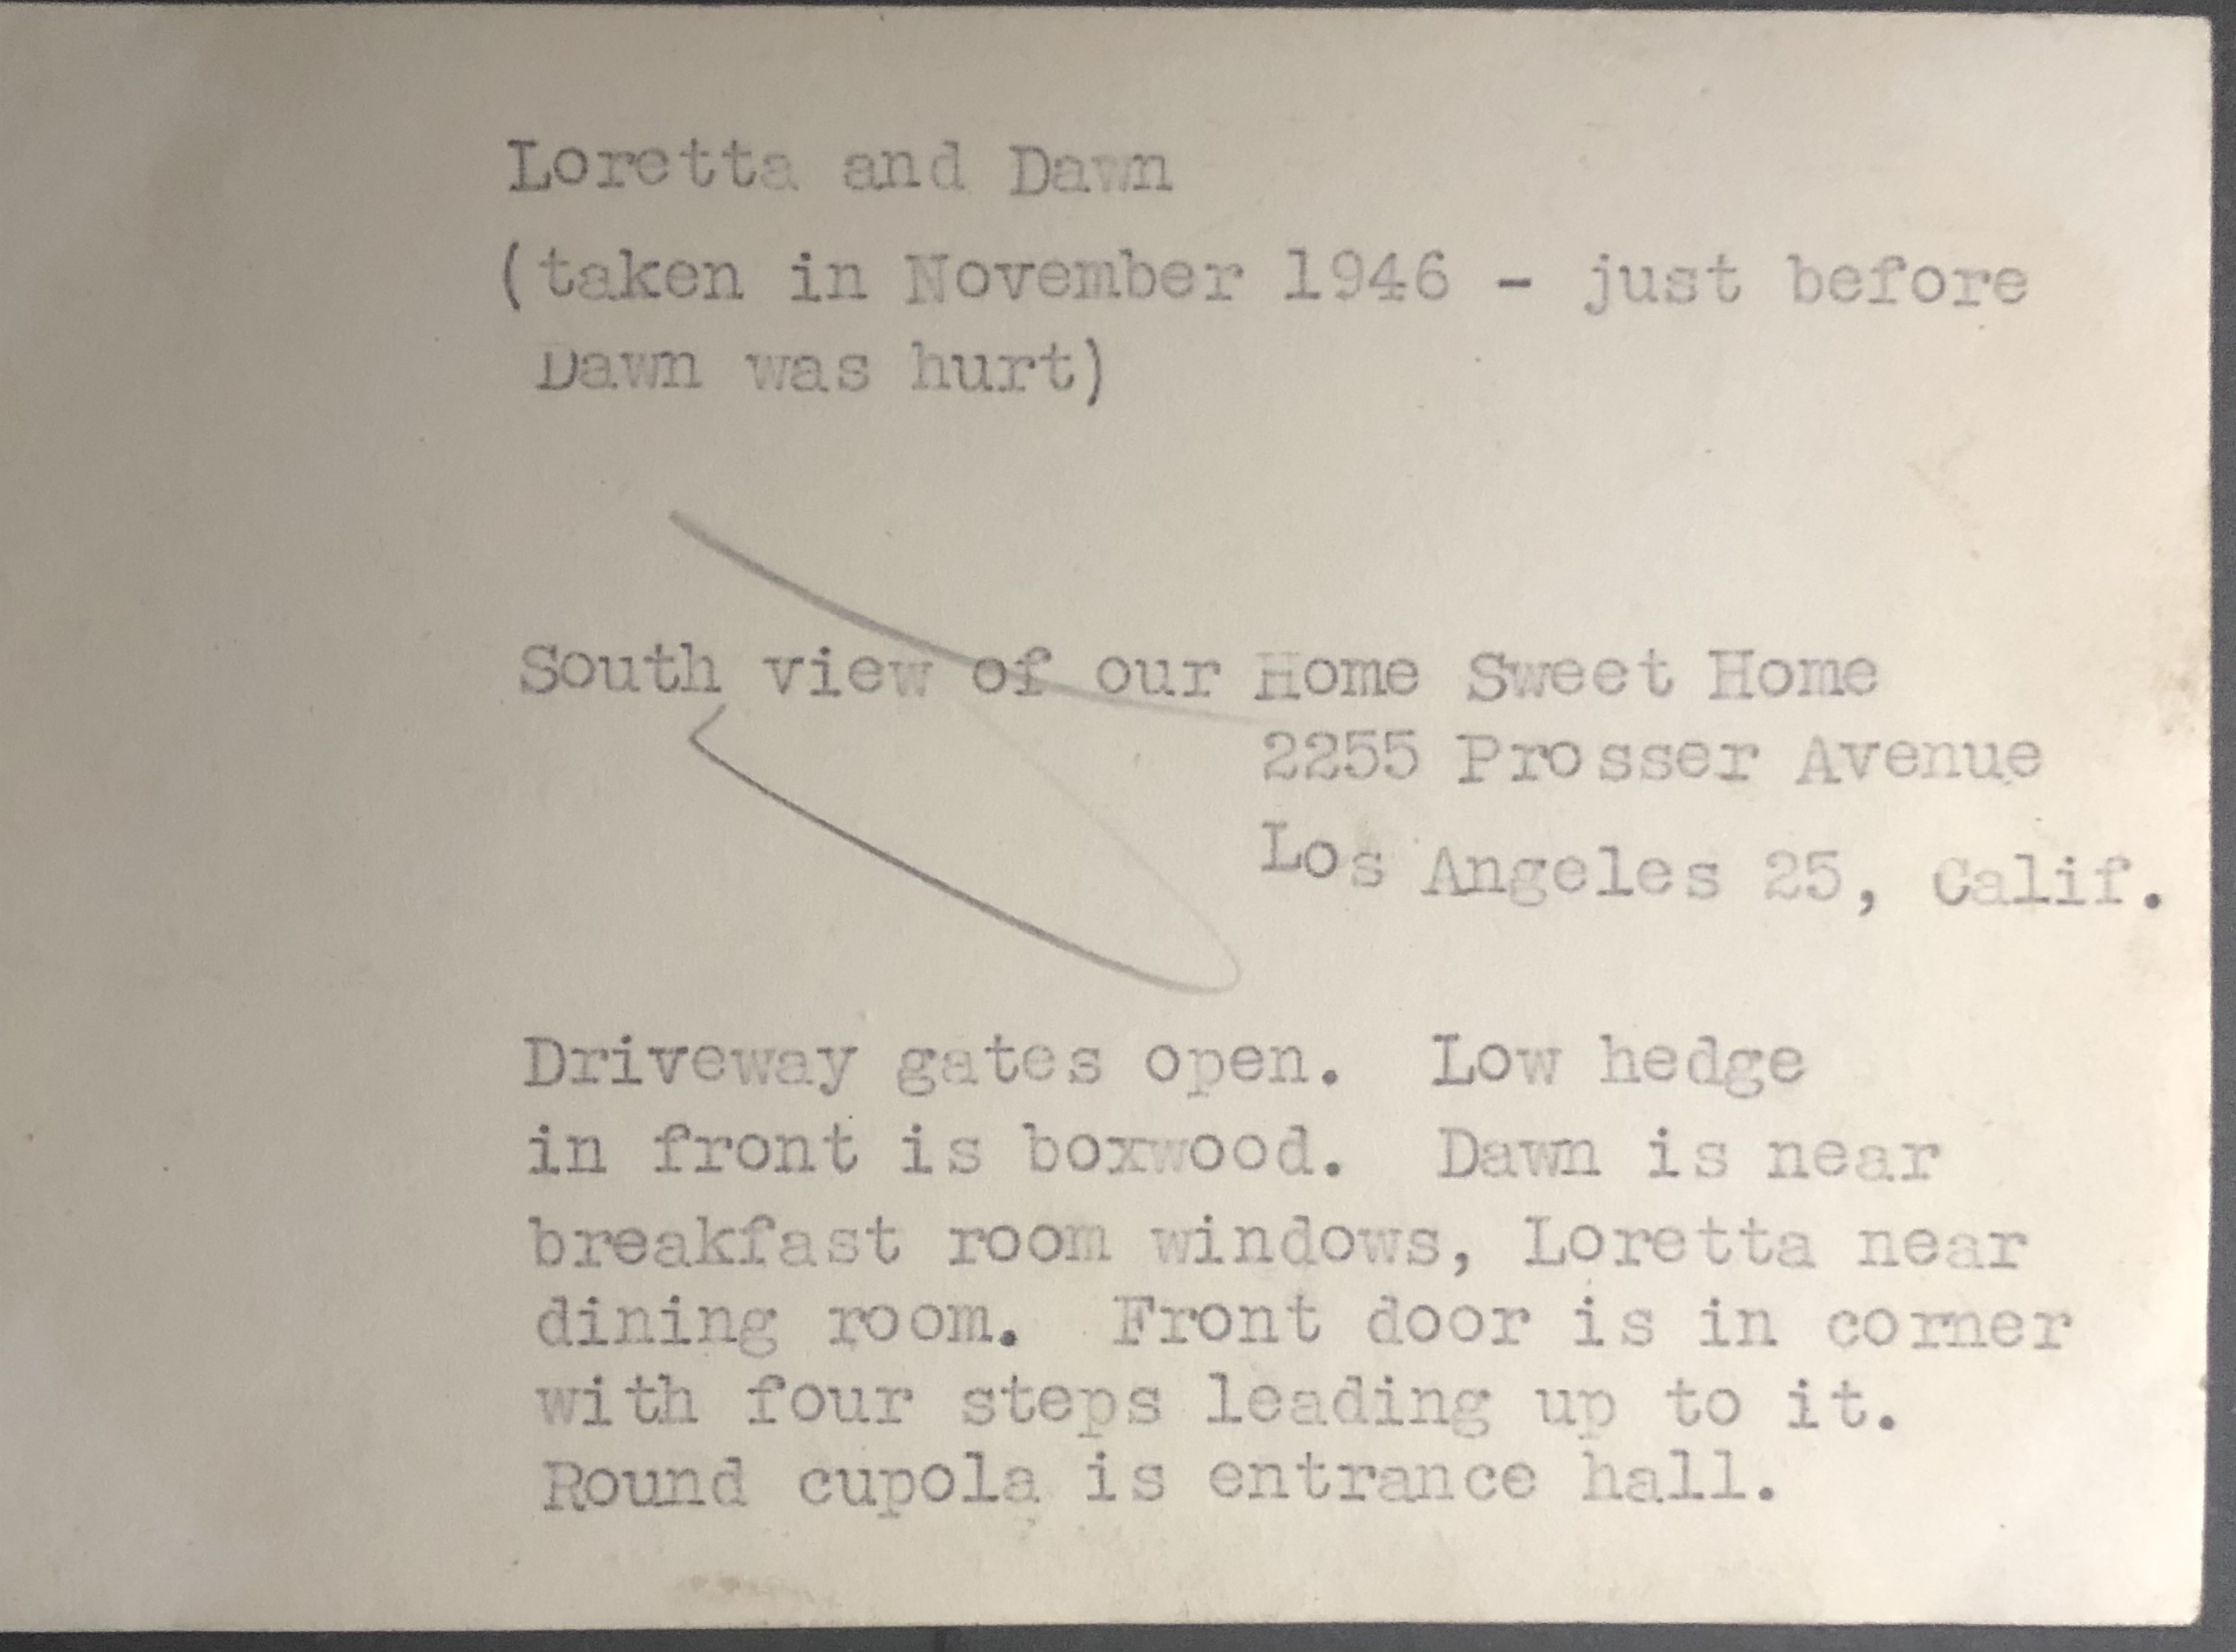 Loretta and Dawn
(taken in November 1946 - just before
Dawn was hurt)
South view of our Home Sweet Home
2255 Prosser Avenue
Los Angeles 25, Calif.
Driveway gates open. Low hedge
in front is boxwood. Dawn is near
breakfast room windows, Loretta near
dining room. Front door is in corner
with four steps leading up to it.
Round cupola is entrance hall.